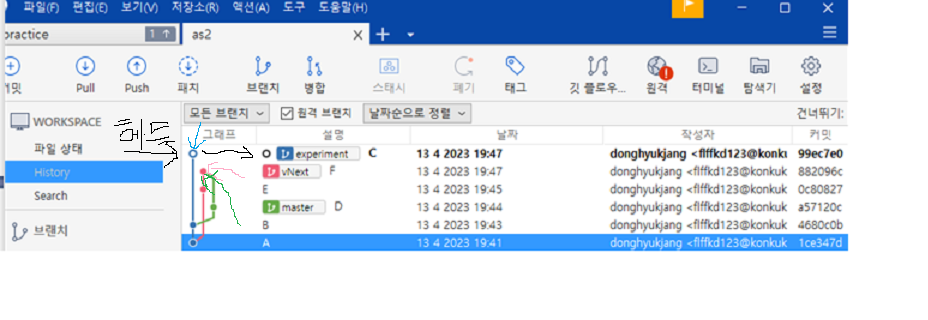 파일(F) 편집(E) 보기(V) 저장소(R) 액션(A) 도구 도움말(H)
practice 1 as2
커밋 Pull Push 패치 브랜치 병합 스태시 폐기 태그 깃 플로우... 원격 터미널 탐색기 설정
모든 브랜치 원격 브랜치 날짜순으로 정렬 건너뛰기:
WORKSPACE
파일 상태
History
Search
브랜치
헤드
그래프 설명 날짜 작성자 커밋
experiment C 13 4 2023 19:47 donghyukjang <flffkd123@konku 99ec7e0
vNext F 13 4 2023 19:47 donghyukjang <flffkd123@konkuk 882096c
E 13 4 2023 19:45 donghyukjang <flffkd123@konkuk 0c80827
master D 13 4 2023 19:44 donghyukjang <flffkd123@konkuk a57120c
B 13 4 2023 19:43 donghyukjang <flffkd123@konkuk 4680c0b
A 13 4 2023 19:41 donghyukjang <flffkd123@konkuk 1ce347d